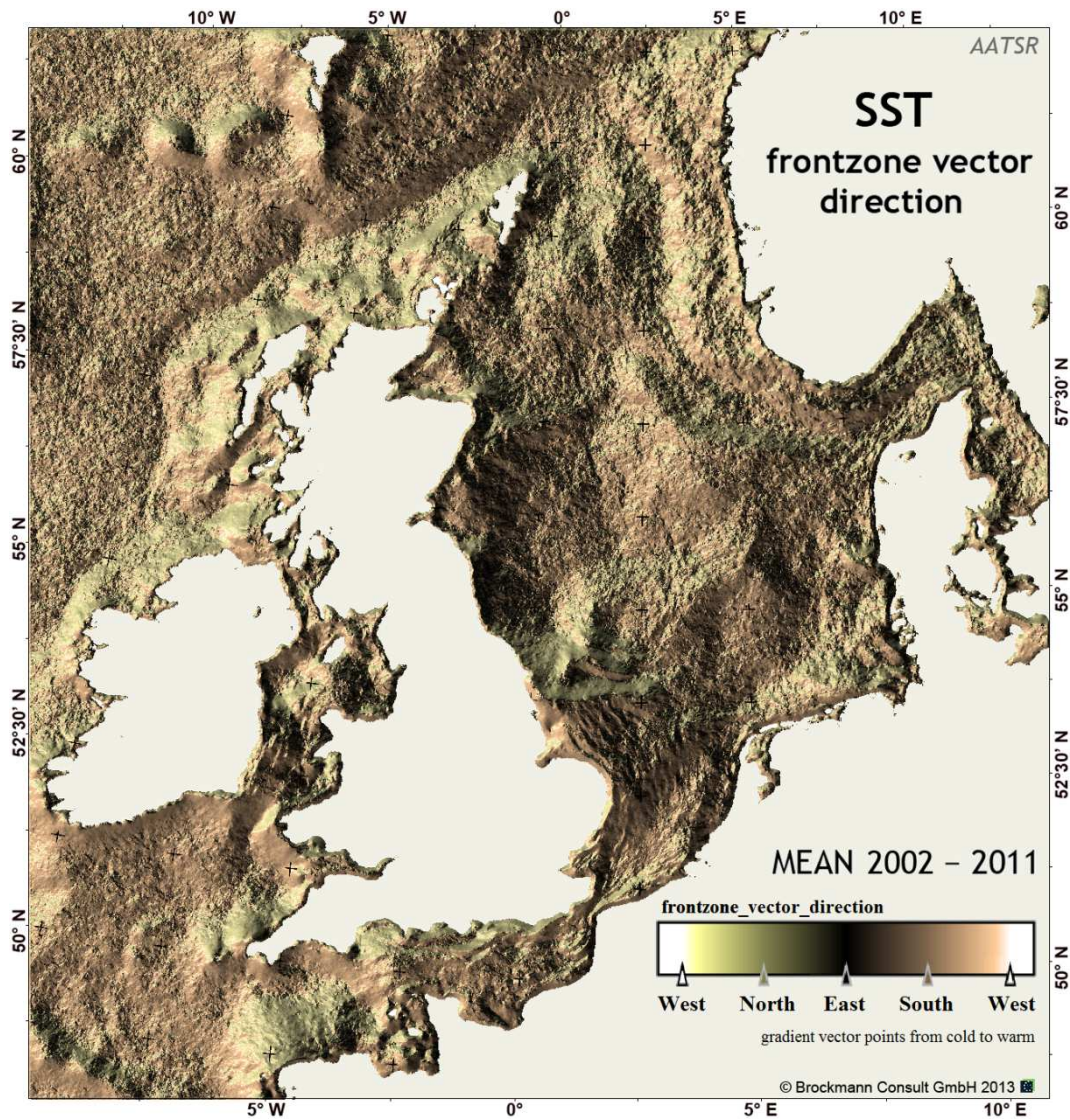 10° W 5° W 0° 5° E 10° E
AATSR
SST
frontzone vector
direction
60° N
60° N
57°30' N
57°30' N
55° N
55° N
52°30' N
52°30' N
50° N
50° N
MEAN 2002 – 2011
frontzone_vector_direction
West North East South West
gradient vector points from cold to warm
© Brockmann Consult GmbH 2013
5° W 0° 5° E 10° E